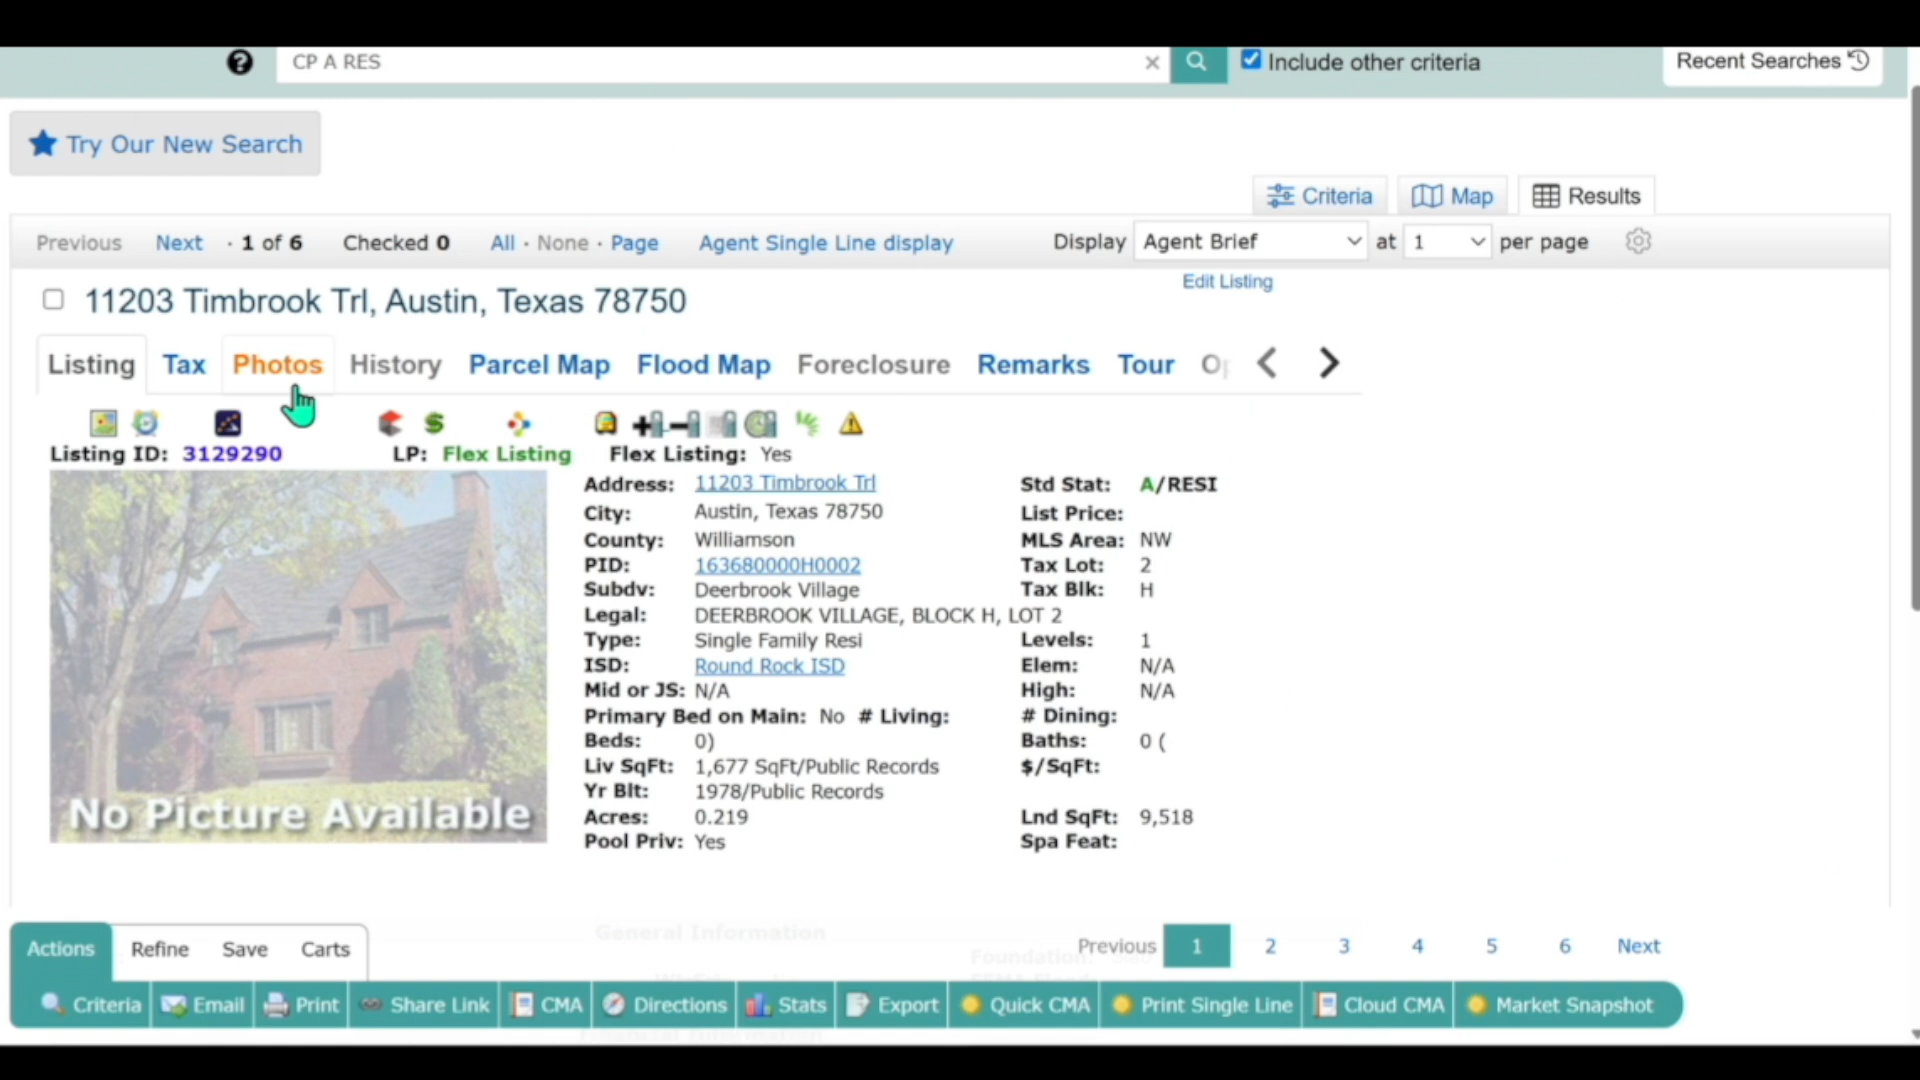 CP A RES
Include other criteria
Recent Searches
Try Our New Search
Criteria
Map
Results
Previous Next · 1 of 6 Checked 0 All · None · Page Agent Single Line display Display Agent Brief at 1 per page
Edit Listing
11203 Timbrook Trl, Austin, Texas 78750
Listing Tax Photos History Parcel Map Flood Map Foreclosure Remarks Tour
Listing ID: 3129290 LP: Flex Listing Flex Listing: Yes
Address: 11203 Timbrook Trl Std Stat: A/RESI
City: Austin, Texas 78750 List Price:
County: Williamson MLS Area: NW
PID: 163680000H0002 Tax Lot: 2
Subdv: Deerbrook Village Tax Blk: H
Legal: DEERBROOK VILLAGE, BLOCK H, LOT 2
Type: Single Family Resi Levels: 1
ISD: Round Rock ISD Elem: N/A
Mid or JS: N/A High: N/A
Primary Bed on Main: No # Living: # Dining:
Beds: 0) Baths: 0 (
Liv SqFt: 1,677 SqFt/Public Records $/SqFt:
Yr Blt: 1978/Public Records
Acres: 0.219 Lnd SqFt: 9,518
Pool Priv: Yes Spa Feat:
No Picture Available
General Information
Foundation:
Actions Refine Save Carts
Previous 1 2 3 4 5 6 Next
Criteria Email Print Share Link CMA Directions Stats Export Quick CMA Print Single Line Cloud CMA Market Snapshot
Financial Information